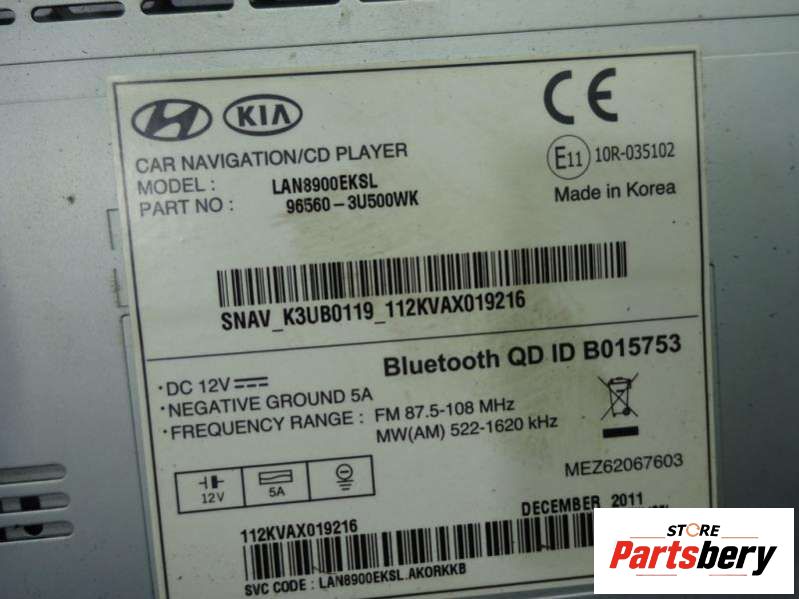 KIA CE
CAR NAVIGATION/CD PLAYER
MODEL : LAN8900EKSL
PART NO : 96560-3U500WK
E11 10R-035102
Made in Korea
SNAV_K3UB0119_112KVAX019216
Bluetooth QD ID B015753
·DC 12V
·NEGATIVE GROUND 5A
·FREQUENCY RANGE : FM 87.5-108 MHz
MW(AM) 522-1620 kHz
12V 5A
MEZ62067603
DECEMBER, 2011
112KVAX019216
SVC CODE : LAN8900EKSL.AKORKKB
STORE
Partsbery